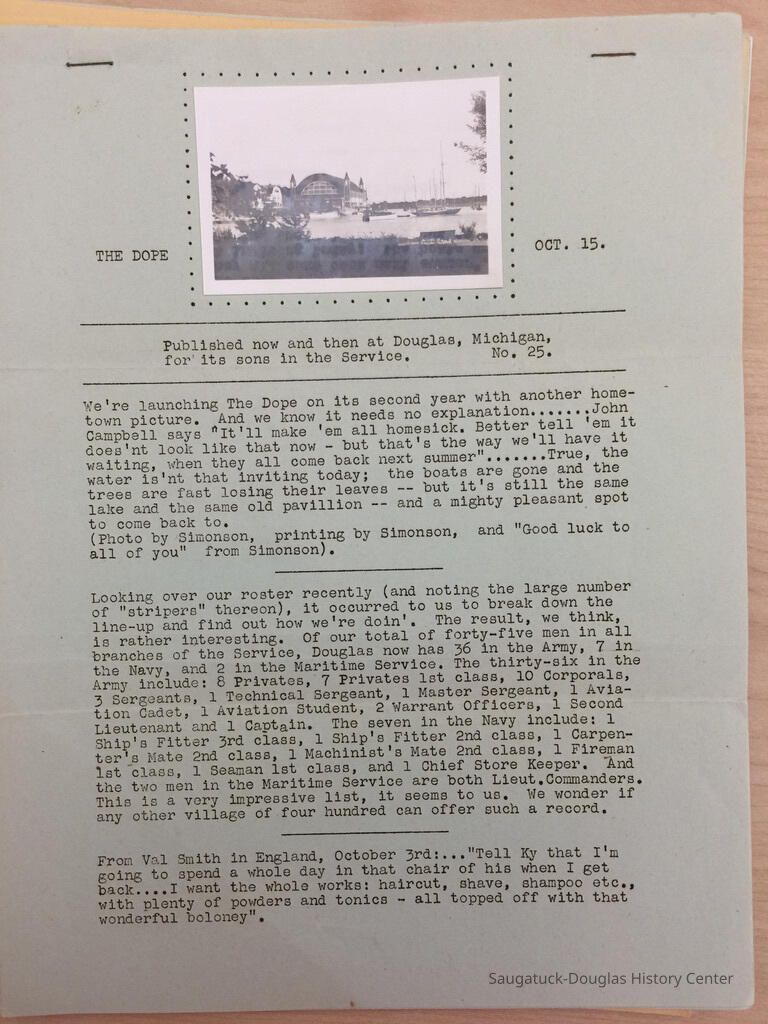 THE DOPE
OCT. 15.
Published now and then at Douglas, Michigan,
for its sons in the Service. No. 25.
We're launching The Dope on its second year with another home-
town picture. And we know it needs no explanation.......John
Campbell says "It'll make 'em all homesick. Better tell 'em it
does'nt look like that now - but that's the way we'll have it
waiting, when they all come back next summer".......True, the
water is'nt that inviting today; the boats are gone and the
trees are fast losing their leaves -- but it's still the same
lake and the same old pavillion -- and a mighty pleasant spot
to come back to.
(Photo by Simonson, printing by Simonson, and "Good luck to
all of you" from Simonson).
Looking over our roster recently (and noting the large number
of "stripers" thereon), it occurred to us to break down the
line-up and find out how we're doin'. The result, we think,
is rather interesting. Of our total of forty-five men in all
branches of the Service, Douglas now has 36 in the Army, 7 in
the Navy, and 2 in the Maritime Service. The thirty-six in the
Army include: 8 Privates, 7 Privates 1st class, 10 Corporals,
3 Sergeants, 1 Technical Sergeant, 1 Master Sergeant, 1 Avia-
tion Cadet, 1 Aviation Student, 2 Warrant Officers, 1 Second
Lieutenant and 1 Captain. The seven in the Navy include: 1
Ship's Fitter 3rd class, 1 Ship's Fitter 2nd class, 1 Carpen-
ter's Mate 2nd class, 1 Machinist's Mate 2nd class, 1 Fireman
1st class, 1 Seaman 1st class, and 1 Chief Store Keeper. And
the two men in the Maritime Service are both Lieut.Commanders.
This is a very impressive list, it seems to us. We wonder if
any other village of four hundred can offer such a record.
From Val Smith in England, October 3rd:..."Tell Ky that I'm
going to spend a whole day in that chair of his when I get
back....I want the whole works: haircut, shave, shampoo etc.,
with plenty of powders and tonics - all topped off with that
wonderful boloney".
Saugatuck-Douglas History Center